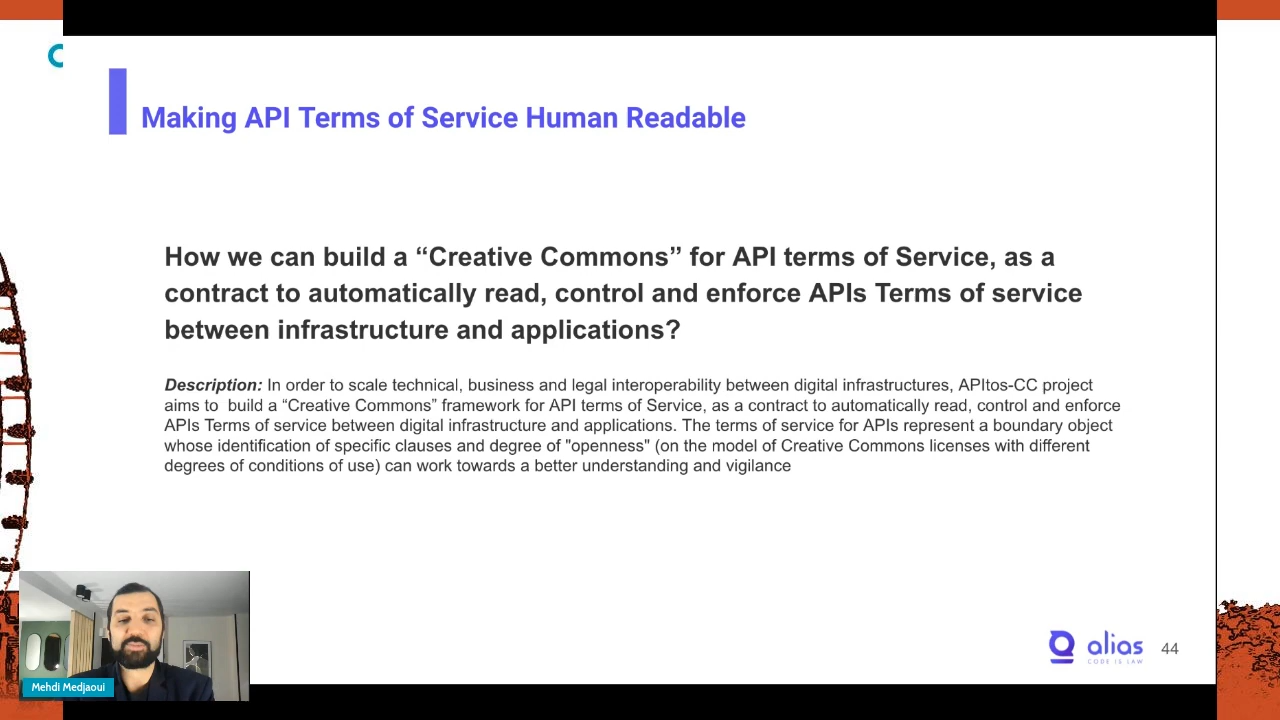 Making API Terms of Service Human Readable
How we can build a “Creative Commons” for API terms of Service, as a
contract to automatically read, control and enforce APIs Terms of service
between infrastructure and applications?
Description: In order to scale technical, business and legal interoperability between digital infrastructures, APItos-CC project
aims to  build a “Creative Commons” framework for API terms of Service, as a contract to automatically read, control and enforce
APIs Terms of service between digital infrastructure and applications. The terms of service for APIs represent a boundary object
whose identification of specific clauses and degree of "openness" (on the model of Creative Commons licenses with different
degrees of conditions of use) can work towards a better understanding and vigilance
Mehdi Medjaoui
alias
CODE IS LAW
44